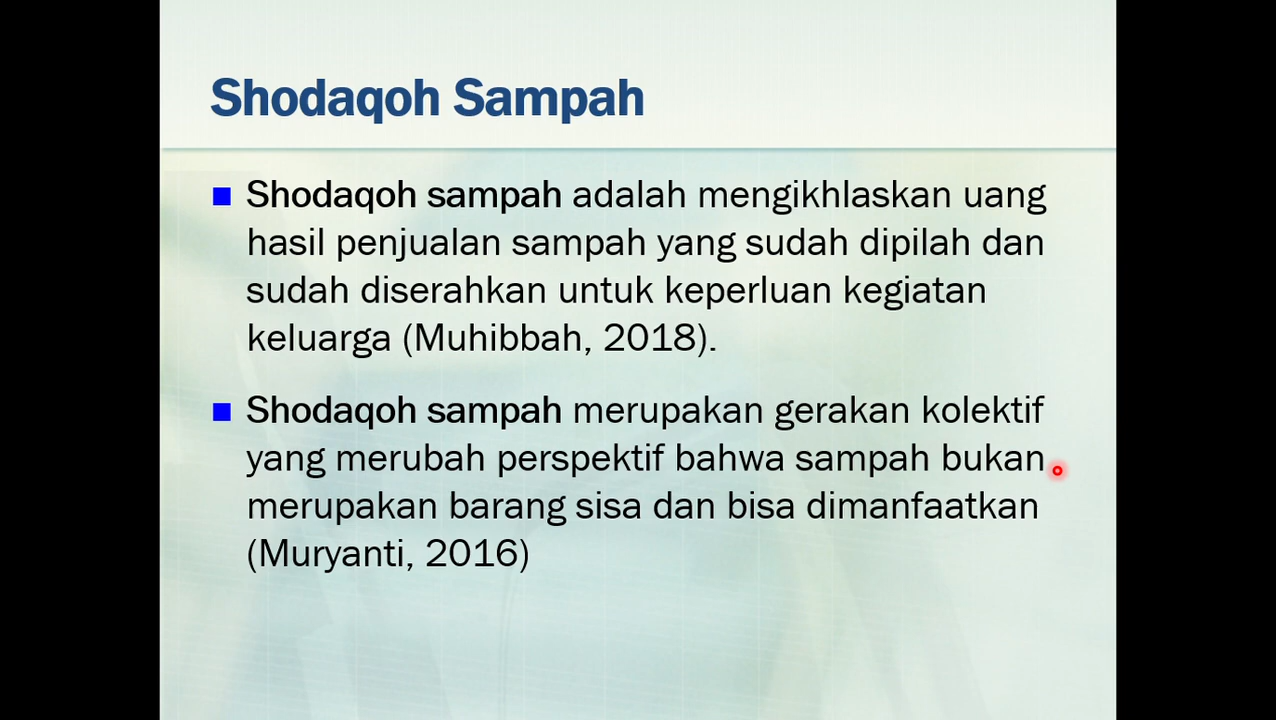 Shodaqoh Sampah
Shodaqoh sampah adalah mengikhlaskan uang
hasil penjualan sampah yang sudah dipilah dan
sudah diserahkan untuk keperluan kegiatan
keluarga (Muhibbah, 2018).
Shodaqoh sampah merupakan gerakan kolektif
yang merubah perspektif bahwa sampah bukan
merupakan barang sisa dan bisa dimanfaatkan
(Muryanti, 2016)